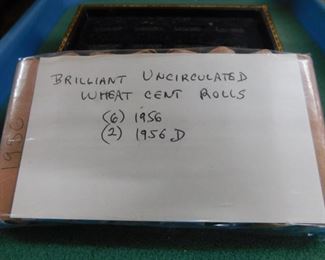 BRILLIANT UNCIRCULATED
WHEAT CENT ROLLS
(6) 1956
(2) 1956 D